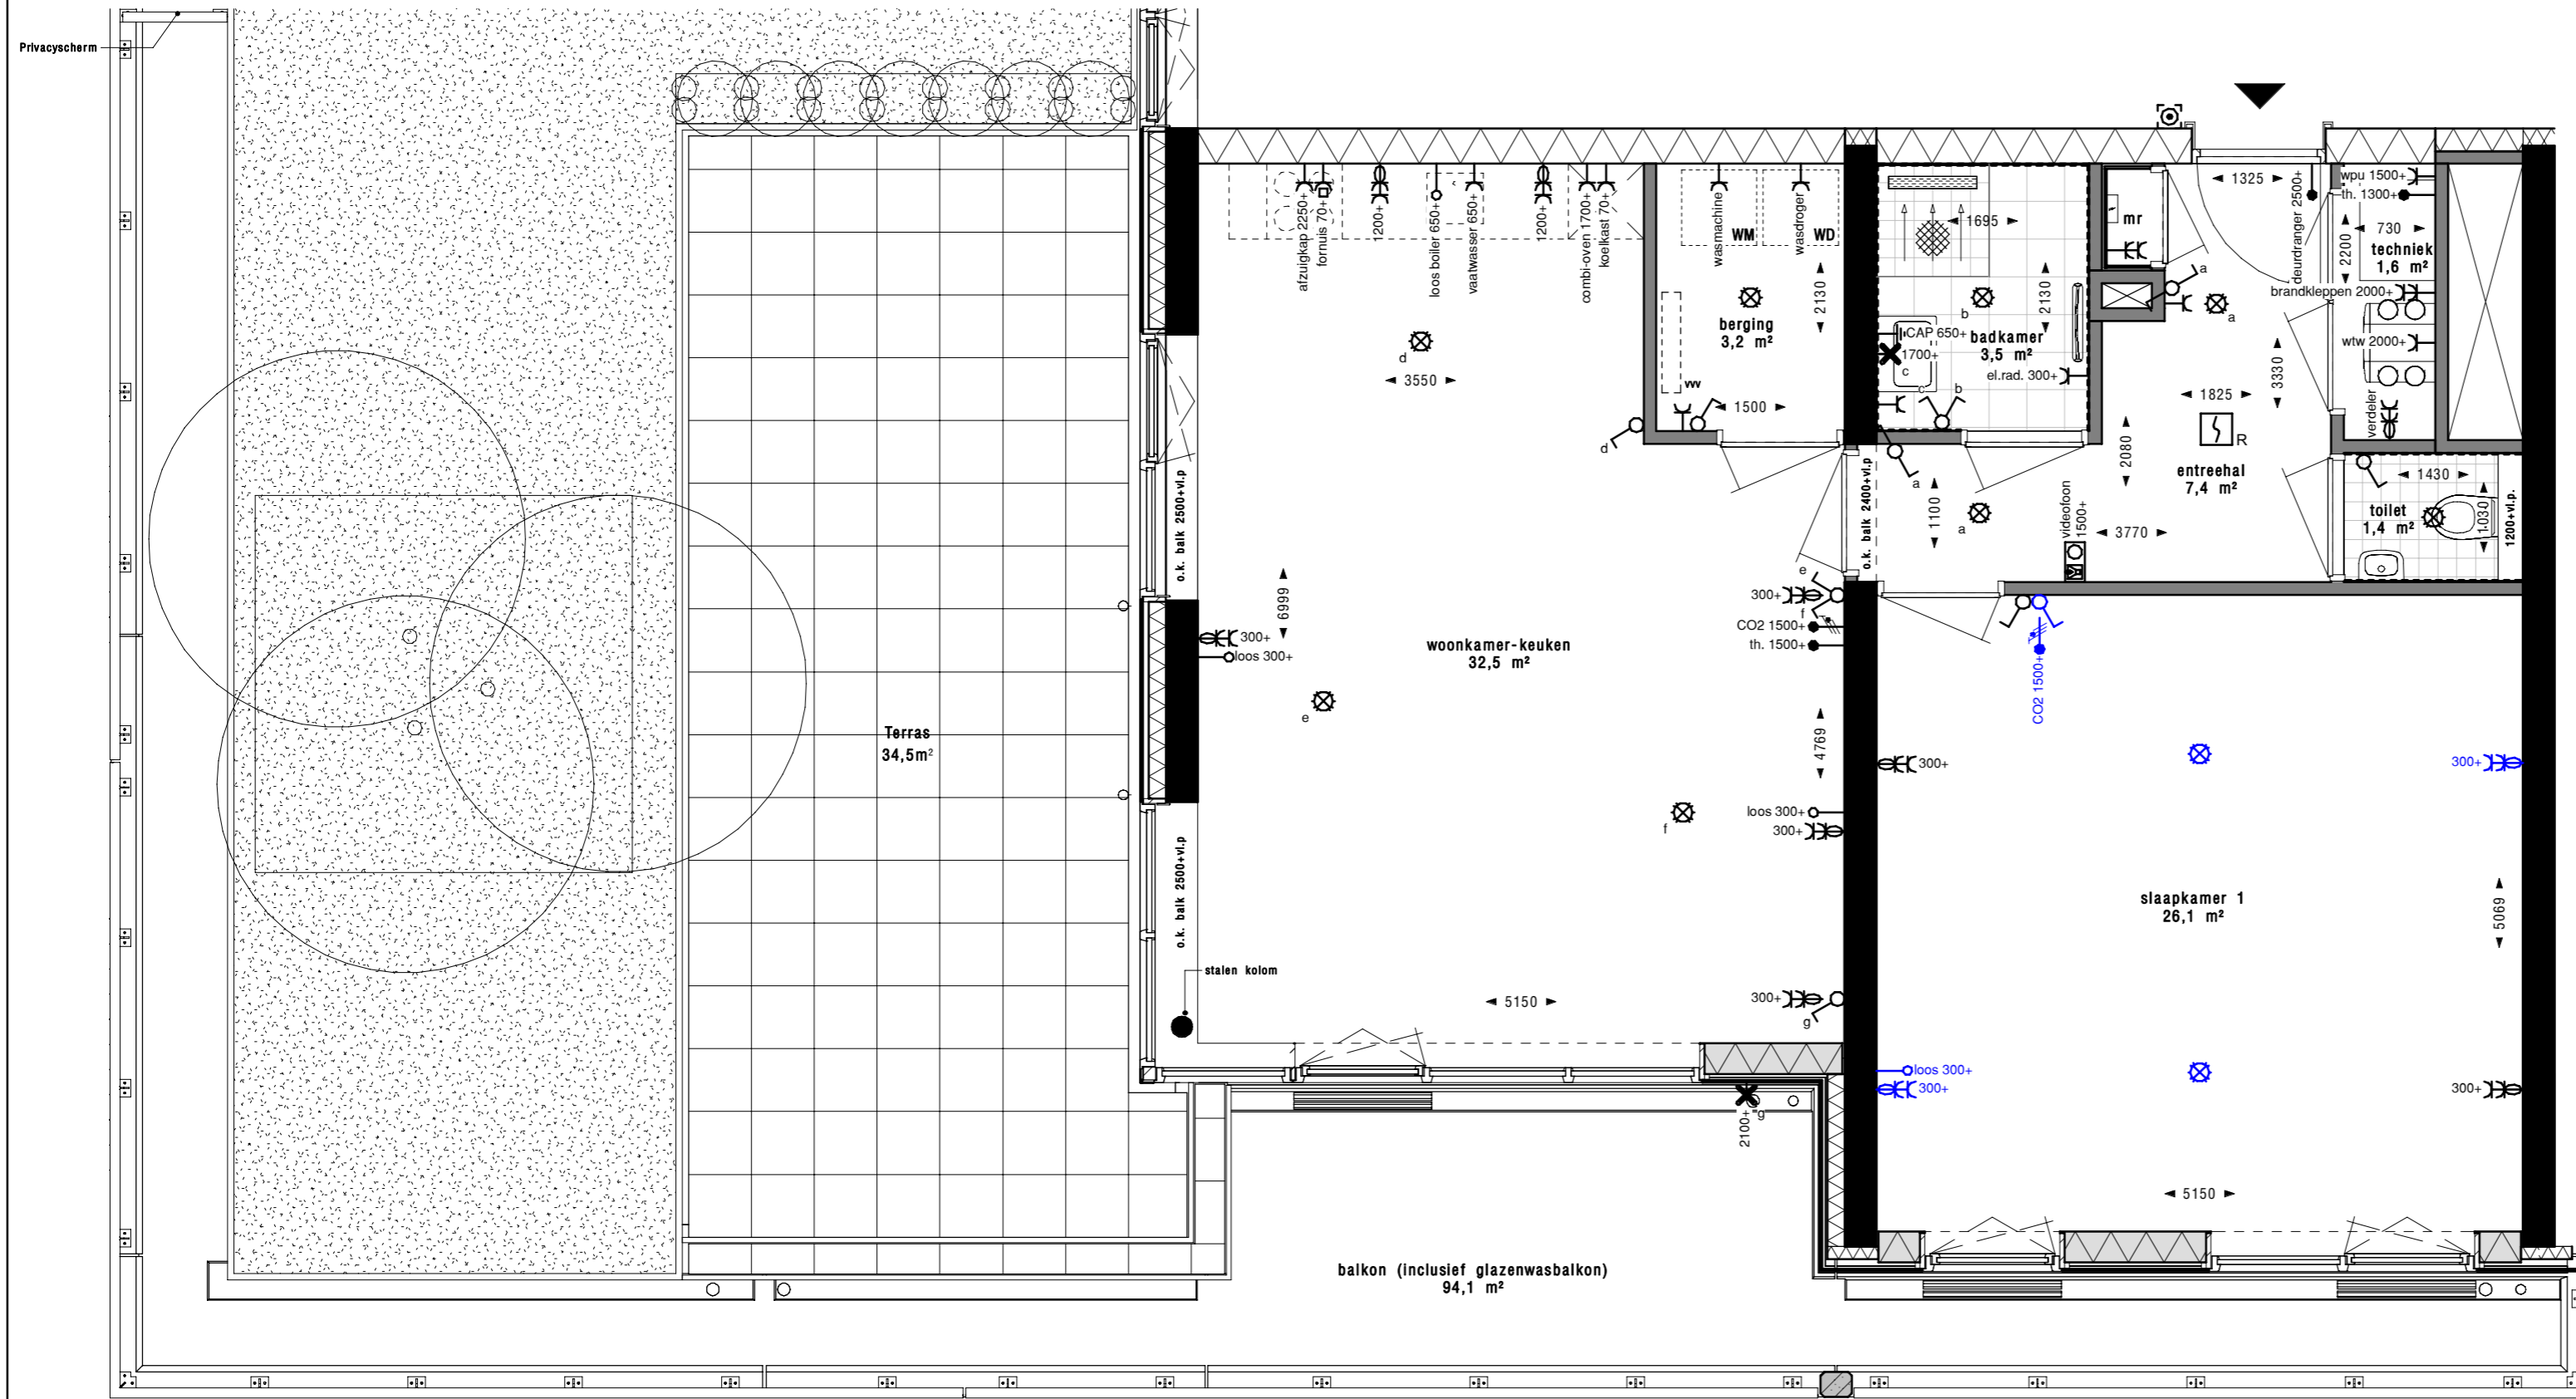 Privacyscherm
Terras
34,5m²
afzuigkap 2250+
fornuis 70+
1200+
loos boiler 650+
vaatwasser 650+
1200+
combi-oven 1700+
koelkast 70+
wasmachine
WM
wasdroger
WD
berging
3,2 m²
2130
1500
vvv
d
3550
d
1695
b
2130
CAP 650+
badkamer
3,5 m²
1700+
c
el.rad. 300+
c
b
mr
a
a
1325
deurdranger 2500+
wpu 1500+
th. 1300+
2200
730
techniek
1,6 m²
brandkleppen 2000+
wtw 2000+
verdeler
3330
1825
R
2080
entreehal
7,4 m²
1430
toilet
1,4 m²
1030
1200+vl.p.
videofoon
1500+
3770
1100
a
a
o.k. balk 2400+vl.p
o.k. balk 2500+vl.p
6999
300+
loos 300+
woonkamer-keuken
32,5 m²
e
300+
f
CO2 1500+
th. 1500+
e
4769
loos 300+
300+
f
o.k. balk 2500+vl.p
stalen kolom
5150
300+
g
2100+
g
CO2 1500+
300+
300+
slaapkamer 1
26,1 m²
5069
loos 300+
300+
300+
5150
balkon (inclusief glazenwasbalkon)
94,1 m²